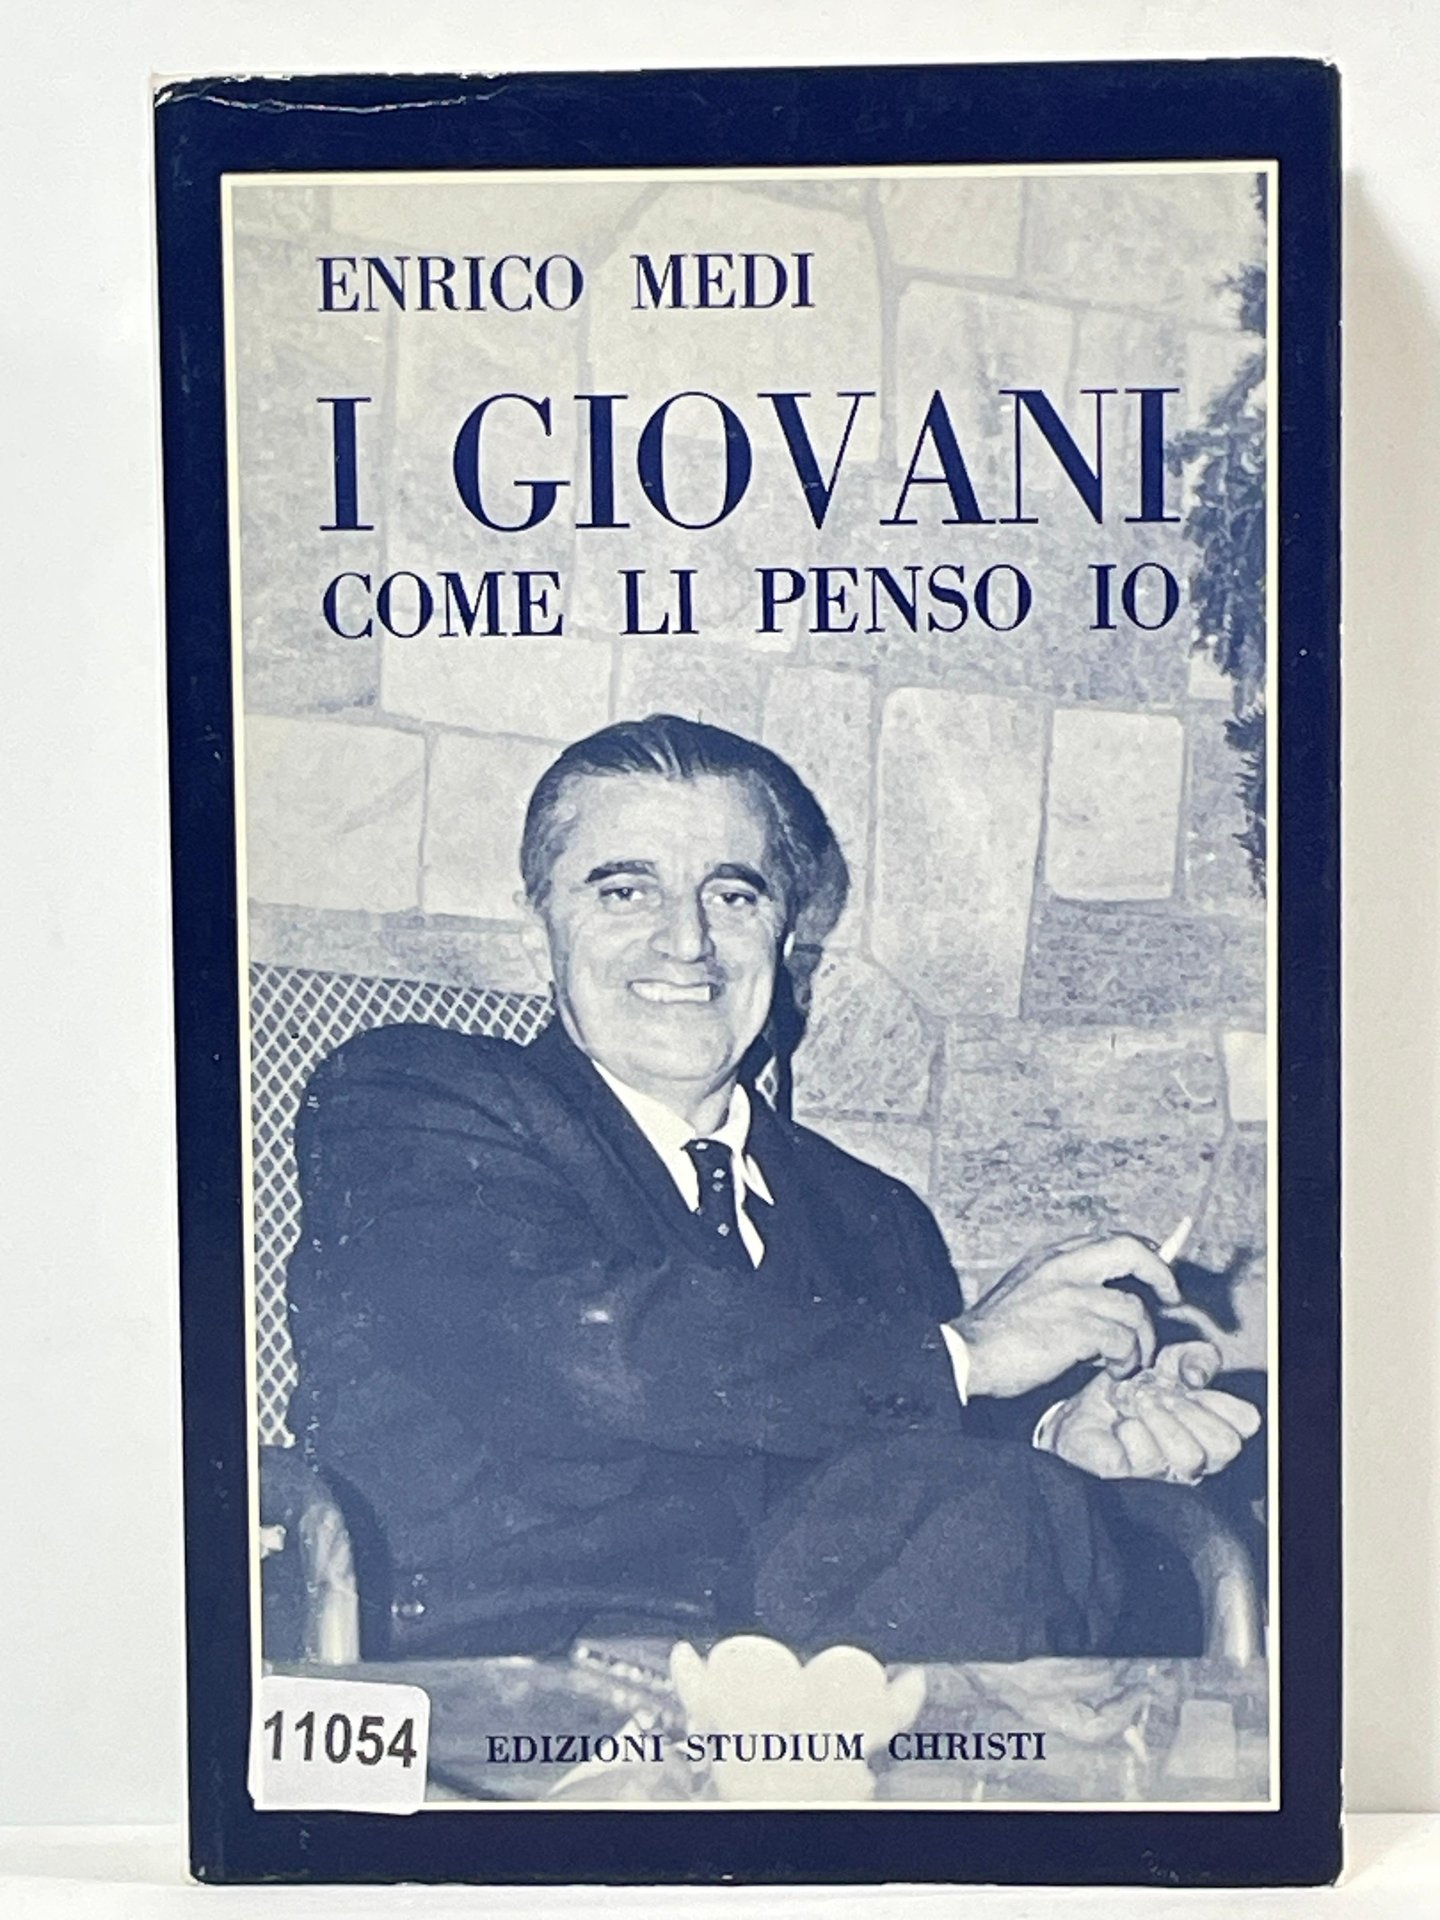 ENRICO MEDI
I GIOVANI
COME LI PENSO IO
11054
EDIZIONI STUDIUM CHRISTI